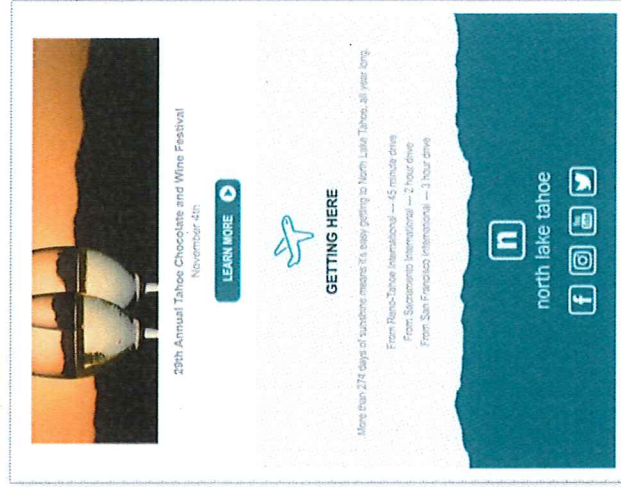 29th Annual Tahoe Chocolate and Wine Festival
November 4th
LEARN MORE
GETTING HERE
More than 274 days of sunshine means it's easy getting to North Lake Tahoe, all year long.
From Reno-Tahoe International — 45 minute drive
From Sacramento International — 2 hour drive
From San Francisco International — 3 hour drive
n
north lake tahoe
f
You
Tube